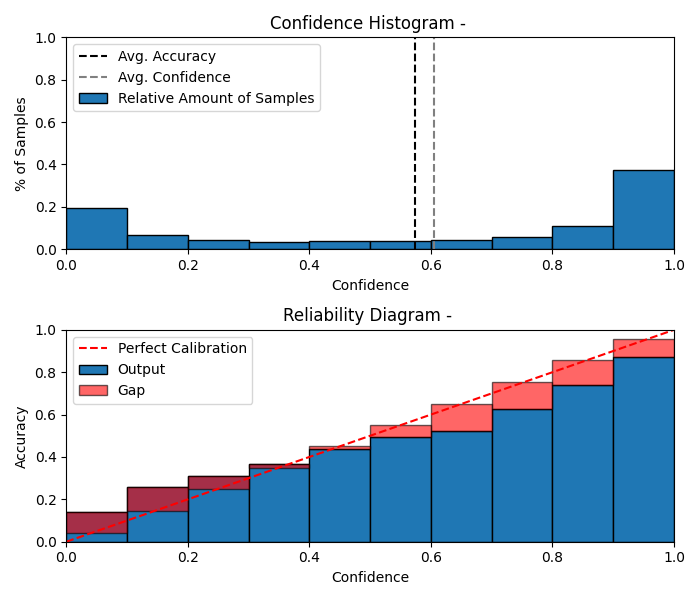 Confidence Histogram -
1.0
0.8
0.6
0.4
0.2
0.0
% of Samples
Avg. Accuracy
Avg. Confidence
Relative Amount of Samples
0.0 0.2 0.4 0.6 0.8 1.0
Confidence
Reliability Diagram -
1.0
0.8
0.6
0.4
0.2
0.0
Accuracy
Perfect Calibration
Output
Gap
0.0 0.2 0.4 0.6 0.8 1.0
Confidence